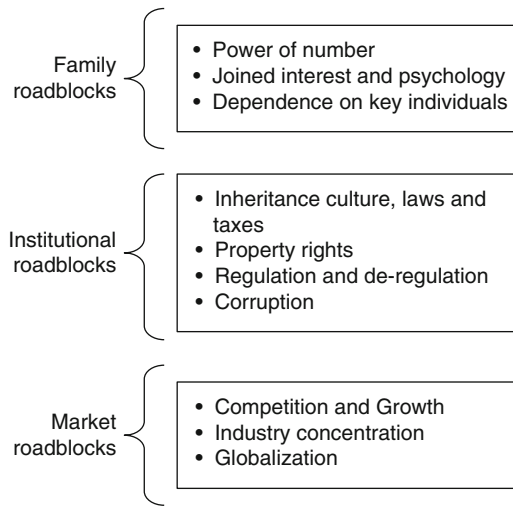 Family
roadblocks
• Power of number
• Joined interest and psychology
• Dependence on key individuals
Institutional
roadblocks
• Inheritance culture, laws and
taxes
• Property rights
• Regulation and de-regulation
• Corruption
Market
roadblocks
• Competition and Growth
• Industry concentration
• Globalization